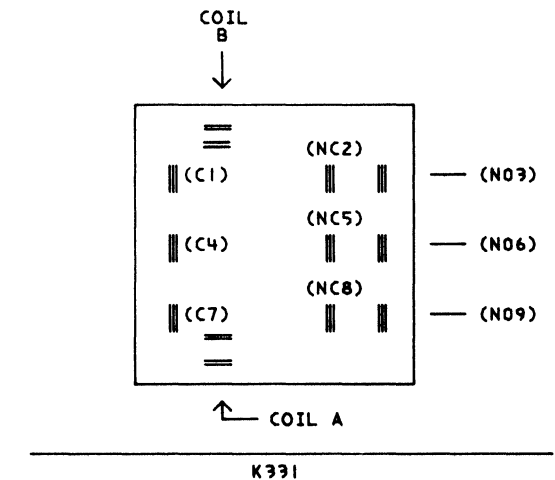 COIL
B
(NC2)
(C1) (NO3)
(NC5)
(C4) (NO6)
(NC8)
(C7) (NO9)
COIL A
K331